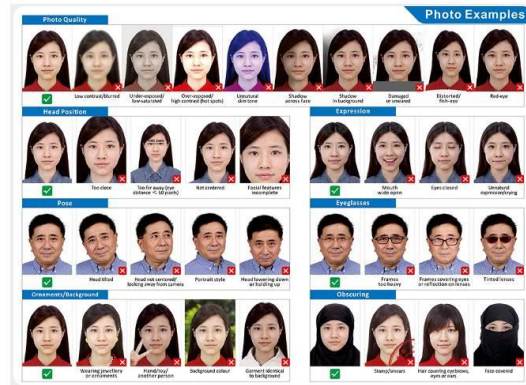 Photo Examples
Photo Quality
Low contrast/blurred
Under-exposed/
low-saturated
Over-exposed/
high contrast (hot spots)
Unnatural
skin tone
Shadow
across face
Shadow
in background
Damaged
or smeared
Distorted/
fish-eye
Red-eye
Head Position
Too close
Too far away (eye
distance < 60 pixels)
Not centered
Facial features
incomplete
Expression
Mouth
wide open
Eyes closed
Unnatural
expression/crying
Pose
Head tilted
Head not centered/
looking away from camera
Portrait style
Head lowering down
or holding up
Eyeglasses
Frames
too heavy
Frames covering eyes
or reflection on lenses
Tinted lenses
Ornaments/Background
Wearing jewellery
or ornaments
Hand/toy/
another person
Background colour
Garment identical
to background
Obscuring
Stamp/smears
Hair covering eyebrows,
eyes or ears
Face covered